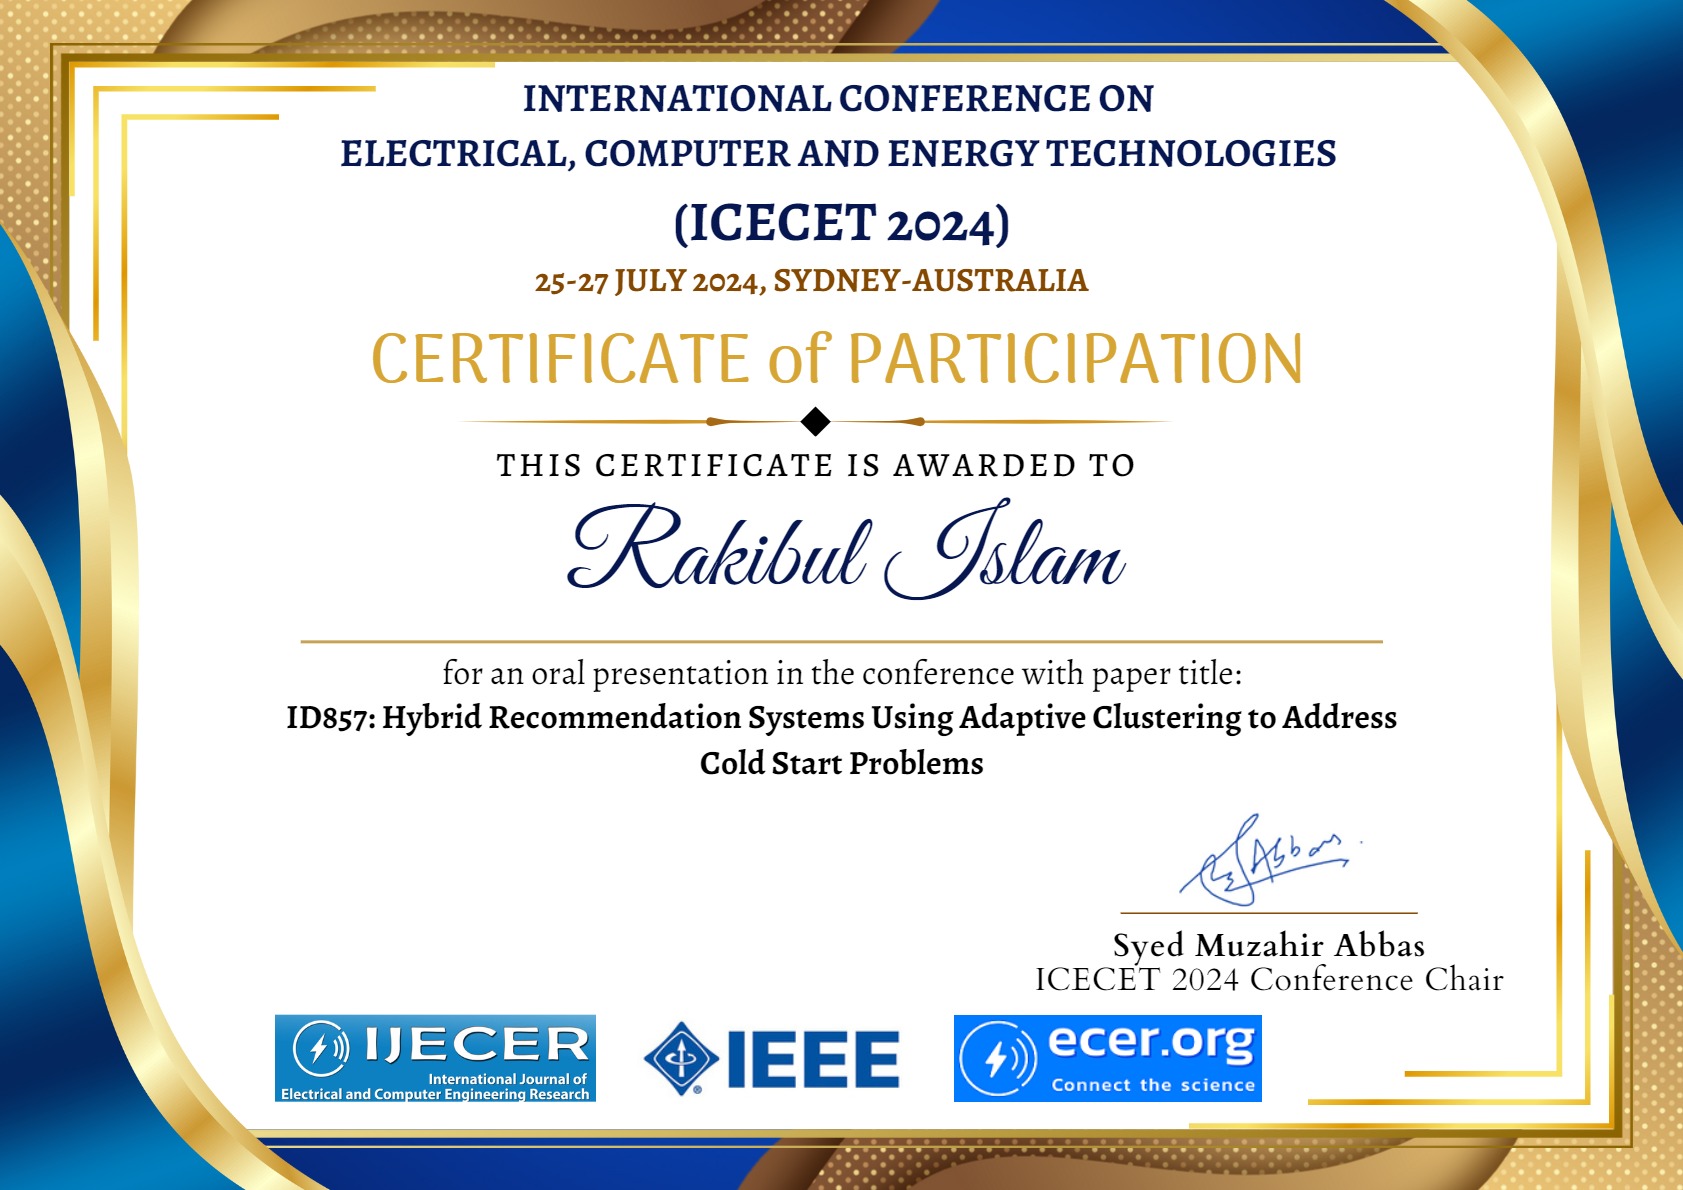 INTERNATIONAL CONFERENCE ON
ELECTRICAL, COMPUTER AND ENERGY TECHNOLOGIES
(ICECET 2024)
25-27 JULY 2024, SYDNEY-AUSTRALIA
CERTIFICATE of PARTICIPATION
THIS CERTIFICATE IS AWARDED TO
Rakibul Islam
for an oral presentation in the conference with paper title:
ID857: Hybrid Recommendation Systems Using Adaptive Clustering to Address
Cold Start Problems
Abbas
Syed Muzahir Abbas
ICECET 2024 Conference Chair
IJECER
International Journal of
Electrical and Computer Engineering Research
IEEE
®
ecer.org
Connect the science